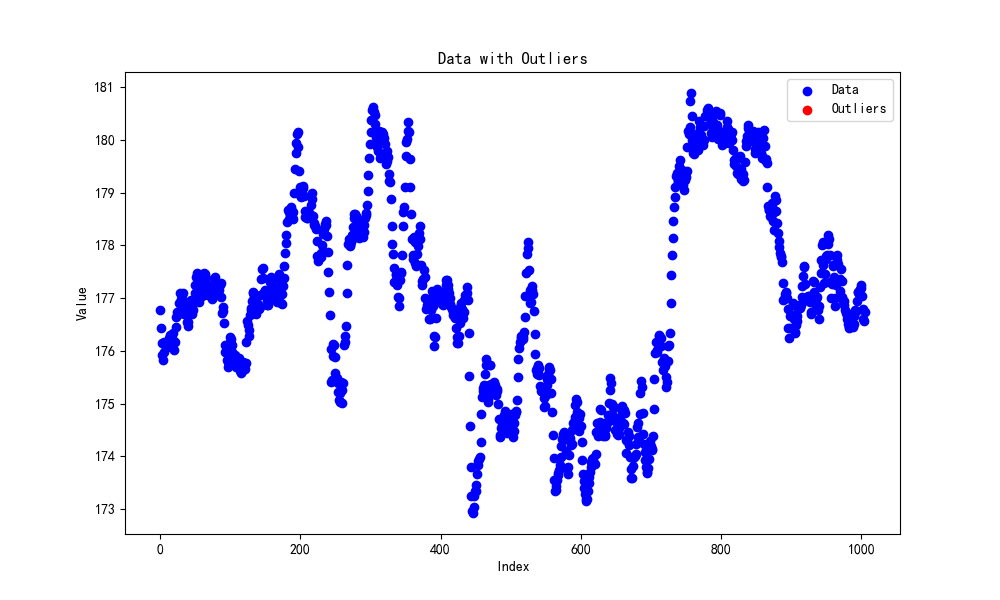 Data with Outliers
Data
Outliers
Value
181
180
179
178
177
176
175
174
173
0 200 400 600 800 1000
Index